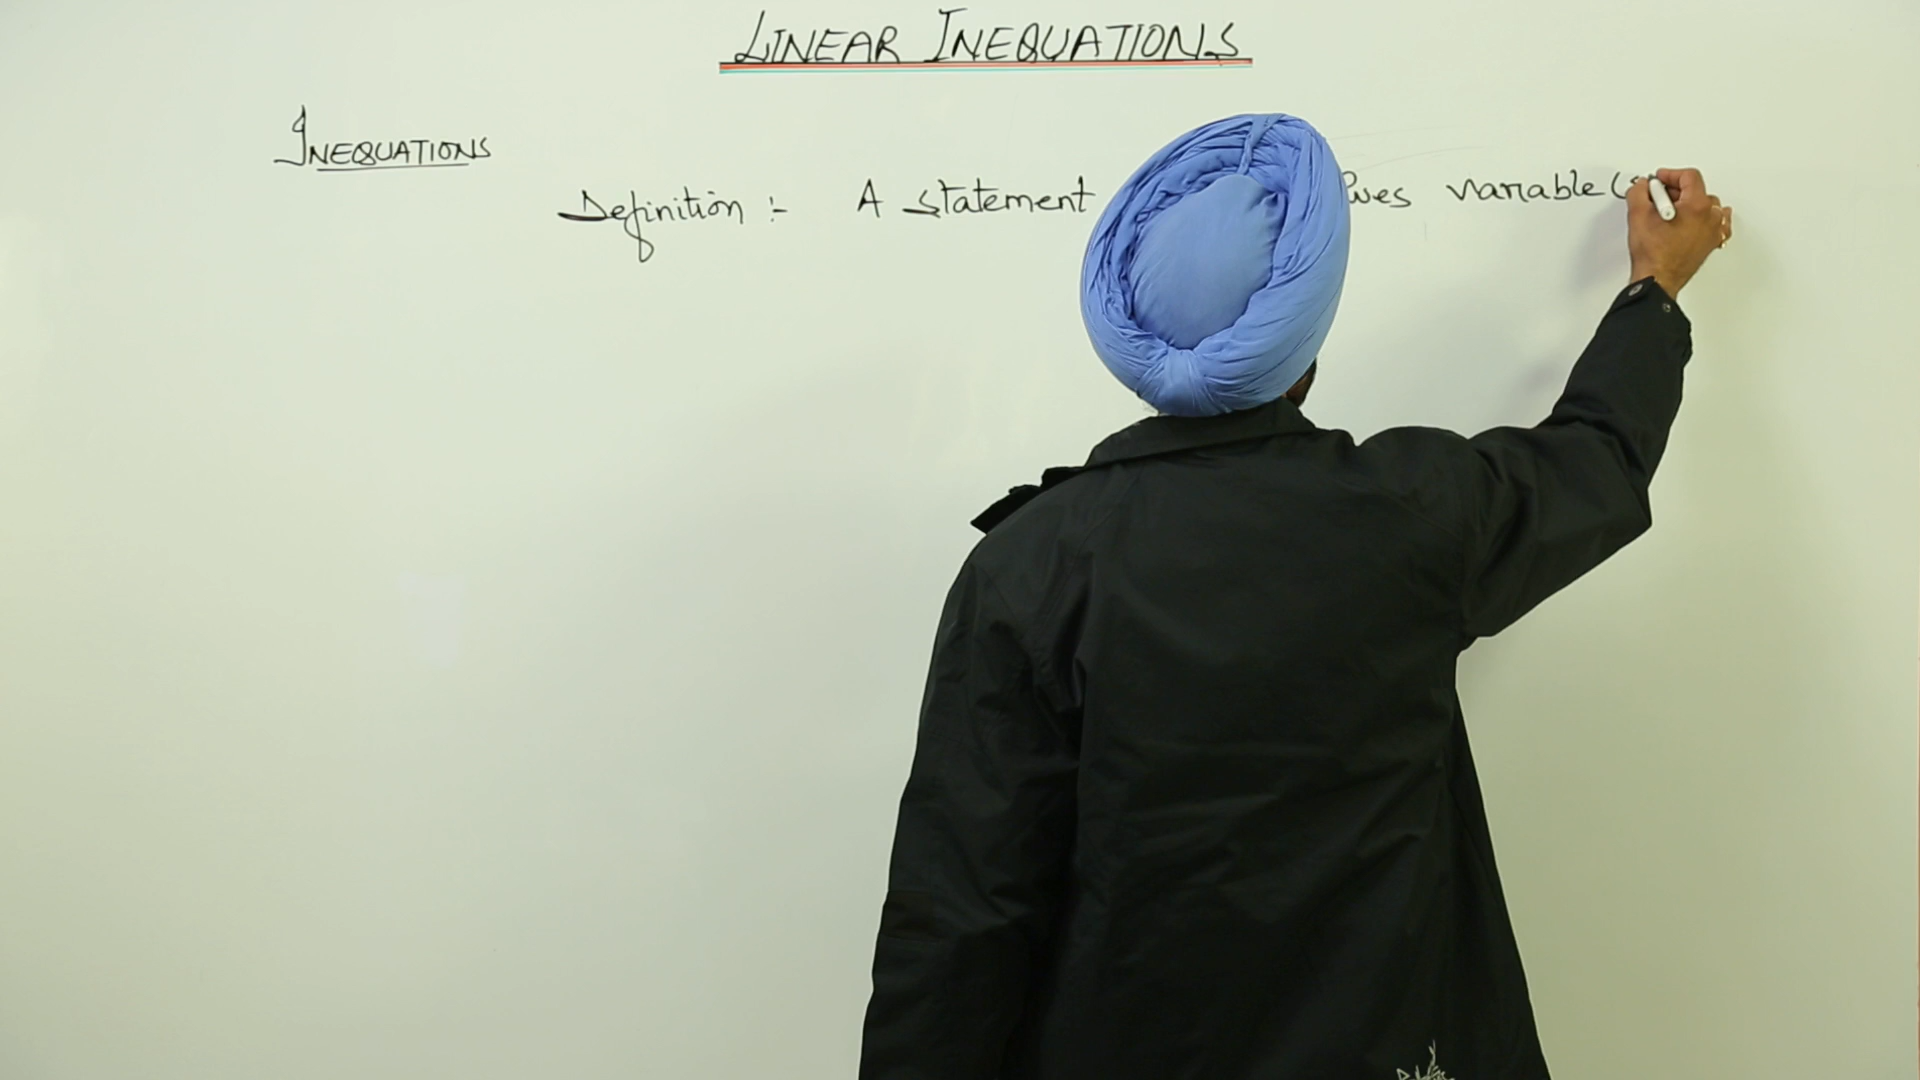 LINEAR INEQUATIONS
INEQUATIONS
Definition :- A statement variable(s